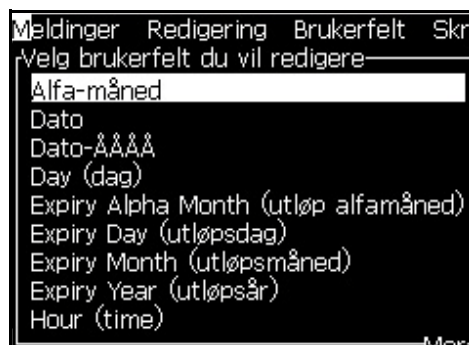 Meldinger Redigering Brukerfelt Skr
Velg brukerfelt du vil redigere
Alfa-måned
Dato
Dato-ÅÅÅÅ
Day (dag)
Expiry Alpha Month (utløp alfamåned)
Expiry Day (utløpsdag)
Expiry Month (utløpsmåned)
Expiry Year (utløpsår)
Hour (time)